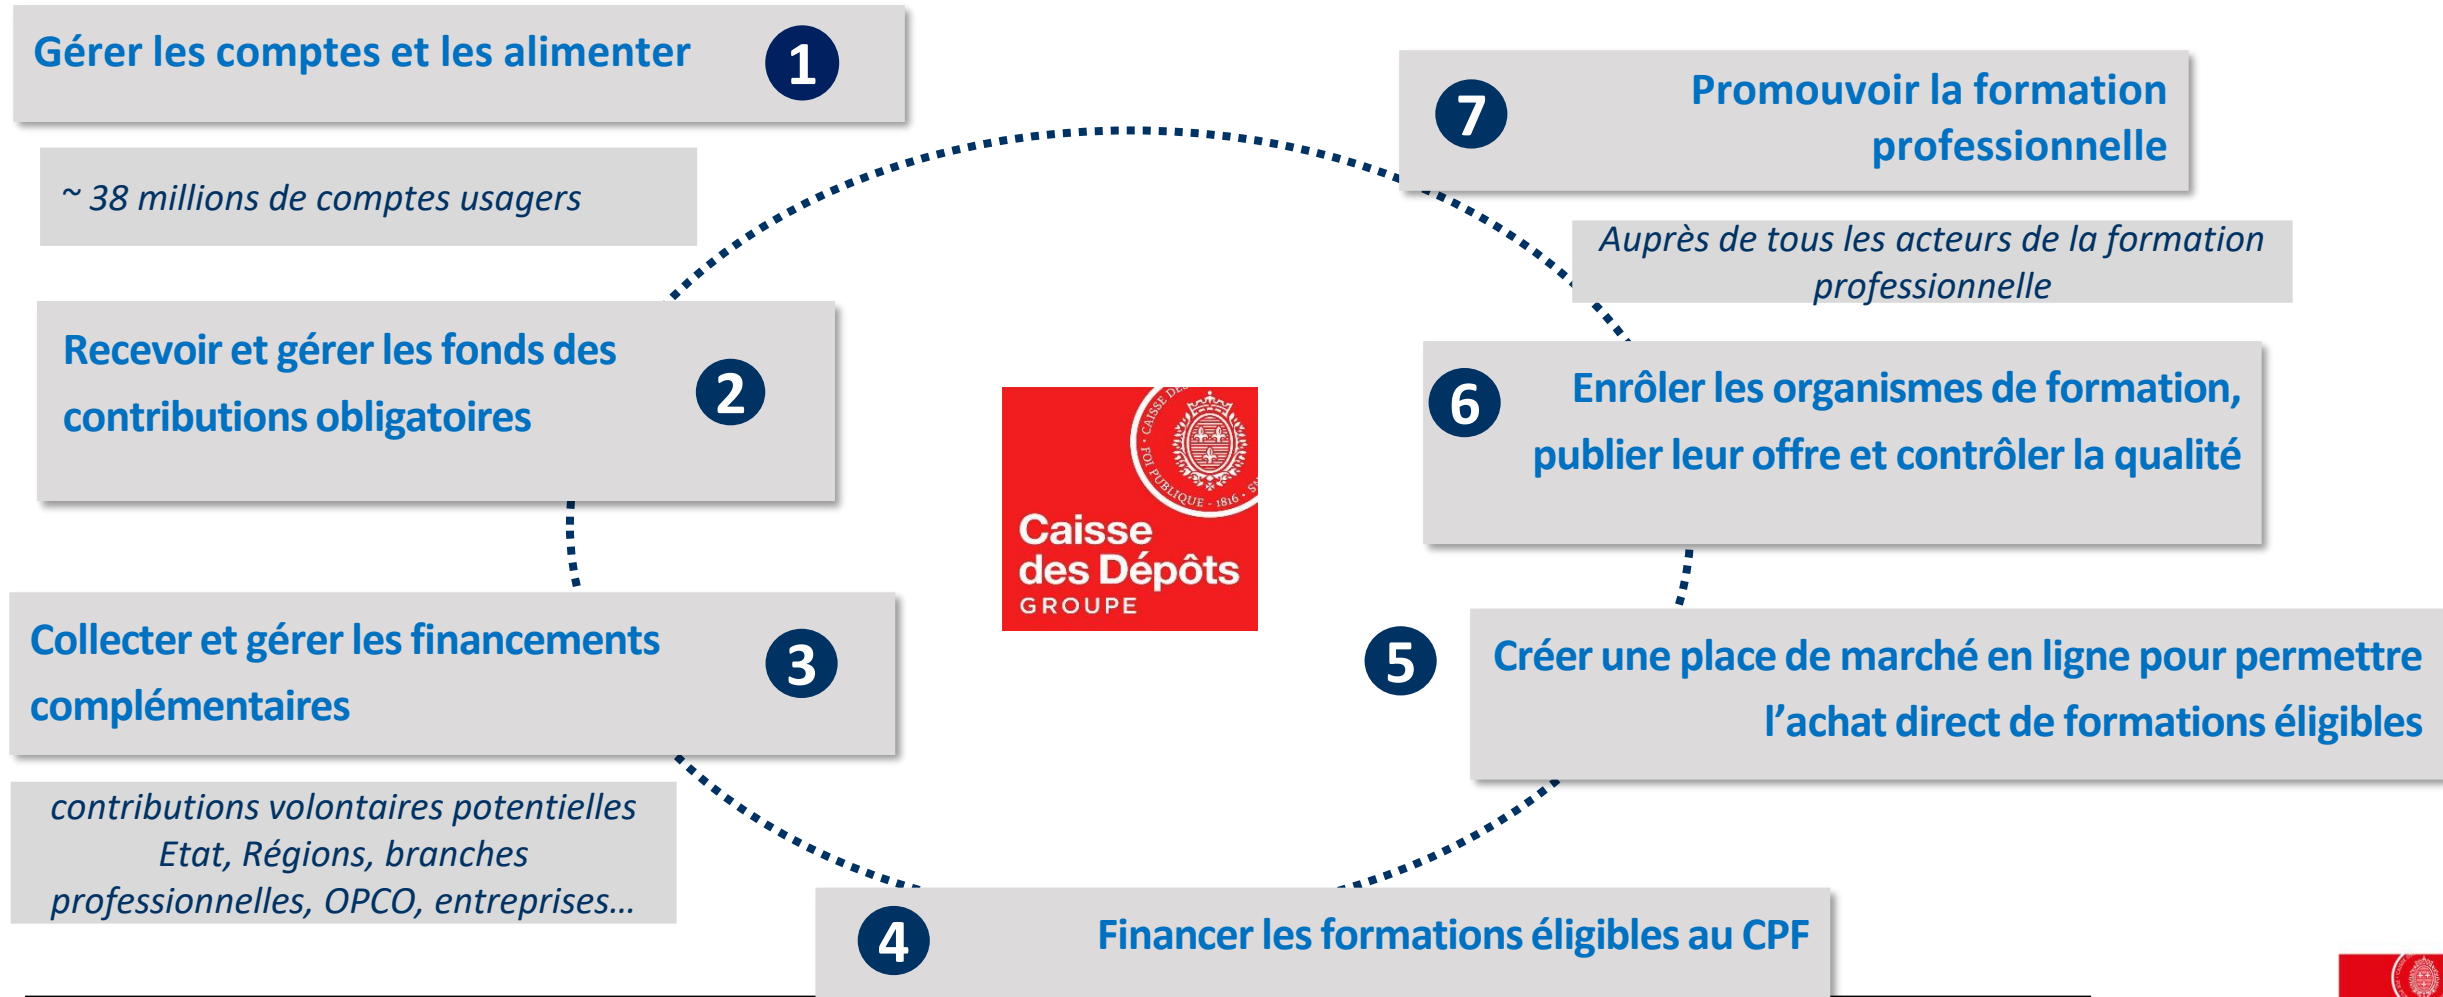 Gérer les comptes et les alimenter
1
~ 38 millions de comptes usagers
Recevoir et gérer les fonds des
contributions obligatoires
2
Collecter et gérer les financements
complémentaires
3
contributions volontaires potentielles
Etat, Régions, branches
professionnelles, OPCO, entreprises…
4
Financer les formations éligibles au CPF
5
Créer une place de marché en ligne pour permettre
l’achat direct de formations éligibles
6
Enrôler les organismes de formation,
publier leur offre et contrôler la qualité
7
Promouvoir la formation
professionnelle
Auprès de tous les acteurs de la formation
professionnelle
FOI PUBLIQUE - 1816
Caisse
des Dépôts
GROUPE